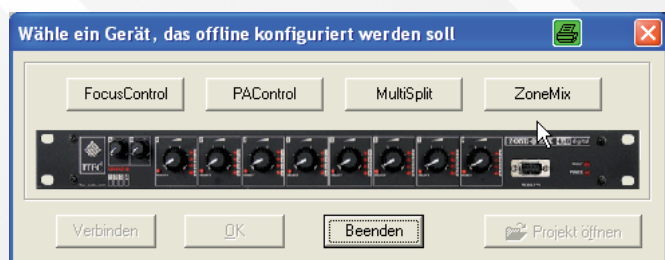 Wähle ein Gerät, das offline konfiguriert werden soll
FocusControl PAControl MultiSplit ZoneMix
Verbinden OK Beenden Projekt öffnen